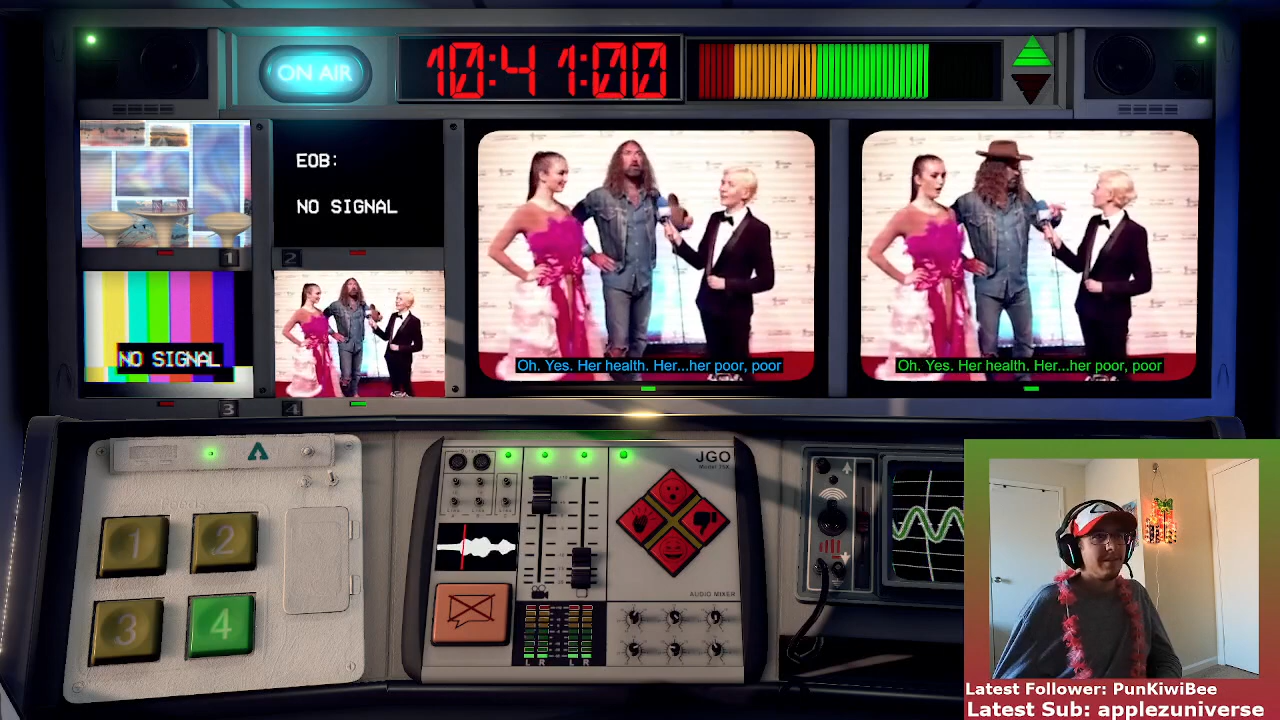 ON AIR
10:41:00
EOB:
NO SIGNAL
1
2
NO SIGNAL
3
4
Oh. Yes. Her health. Her...her poor, poor
Oh. Yes. Her health. Her...her poor, poor
JGO
1
2
3
4
AUDIO MIXER
L R
L R
Latest Follower: PunKiwiBee
Latest Sub: applezuniverse